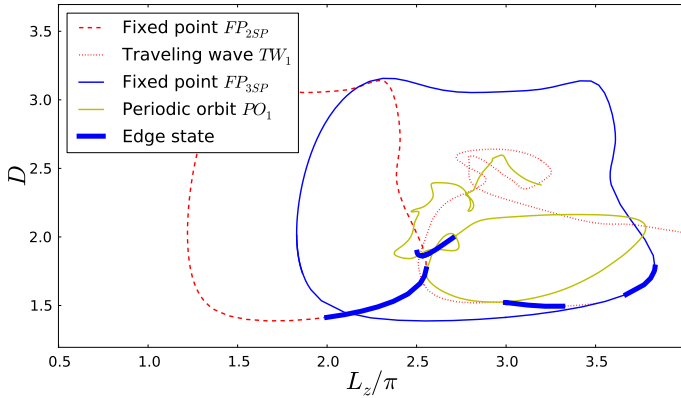 Fixed point FP₂SP
Traveling wave TW₁
Fixed point FP₃SP
Periodic orbit PO₁
Edge state
D
3.5
3.0
2.5
2.0
1.5
0.5
1.0
1.5
2.0
2.5
3.0
3.5
L_z/π